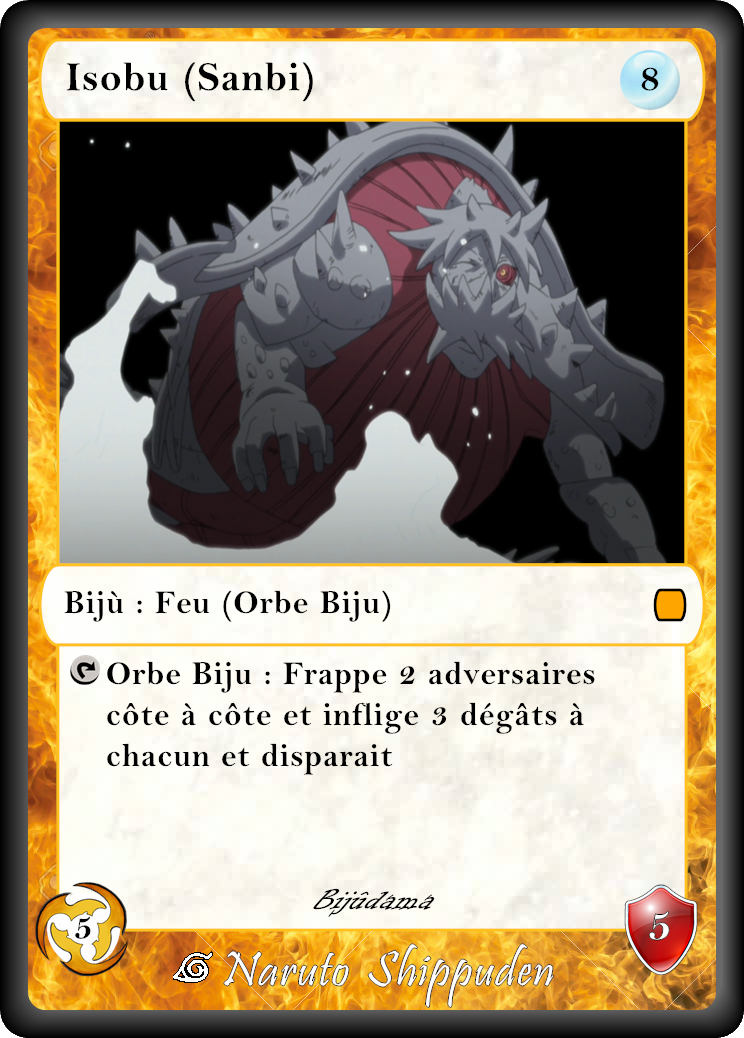 Isobu (Sanbi)
8
Bijù : Feu (Orbe Biju)
Orbe Biju : Frappe 2 adversaires
côte à côte et inflige 3 dégâts à
chacun et disparait
Bijûdama
5
5
Naruto Shippuden